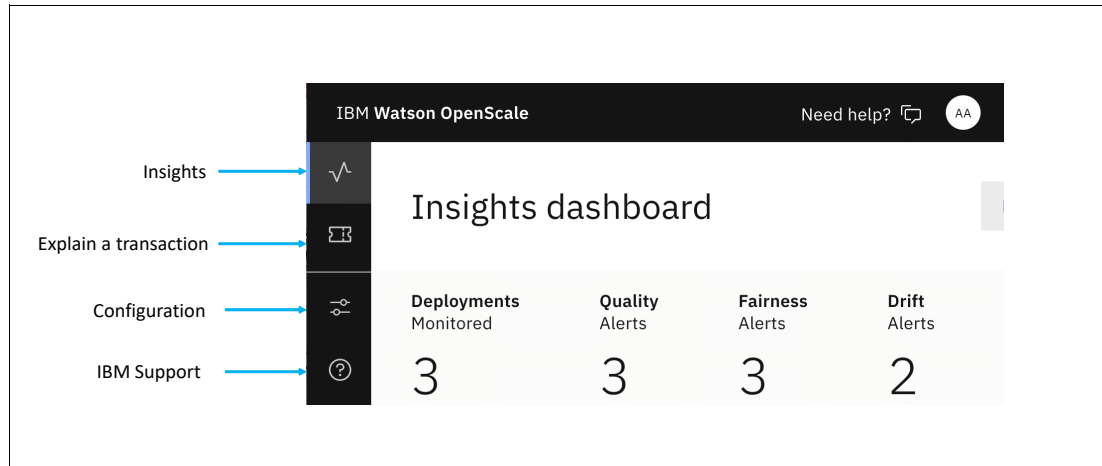 IBM Watson OpenScale
Need help?
AA
Insights
Explain a transaction
Configuration
IBM Support
Insights dashboard
Deployments
Monitored
3
Quality
Alerts
3
Fairness
Alerts
3
Drift
Alerts
2